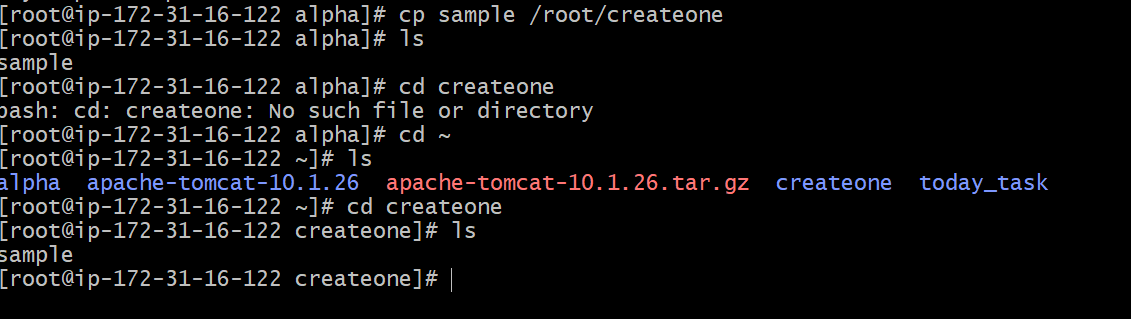 [root@ip-172-31-16-122 alpha]# cp sample /root/createone
[root@ip-172-31-16-122 alpha]# ls
sample
[root@ip-172-31-16-122 alpha]# cd createone
bash: cd: createone: No such file or directory
[root@ip-172-31-16-122 alpha]# cd ~
[root@ip-172-31-16-122 ~]# ls
alpha  apache-tomcat-10.1.26  apache-tomcat-10.1.26.tar.gz  createone  today_task
[root@ip-172-31-16-122 ~]# cd createone
[root@ip-172-31-16-122 createone]# ls
sample
[root@ip-172-31-16-122 createone]#